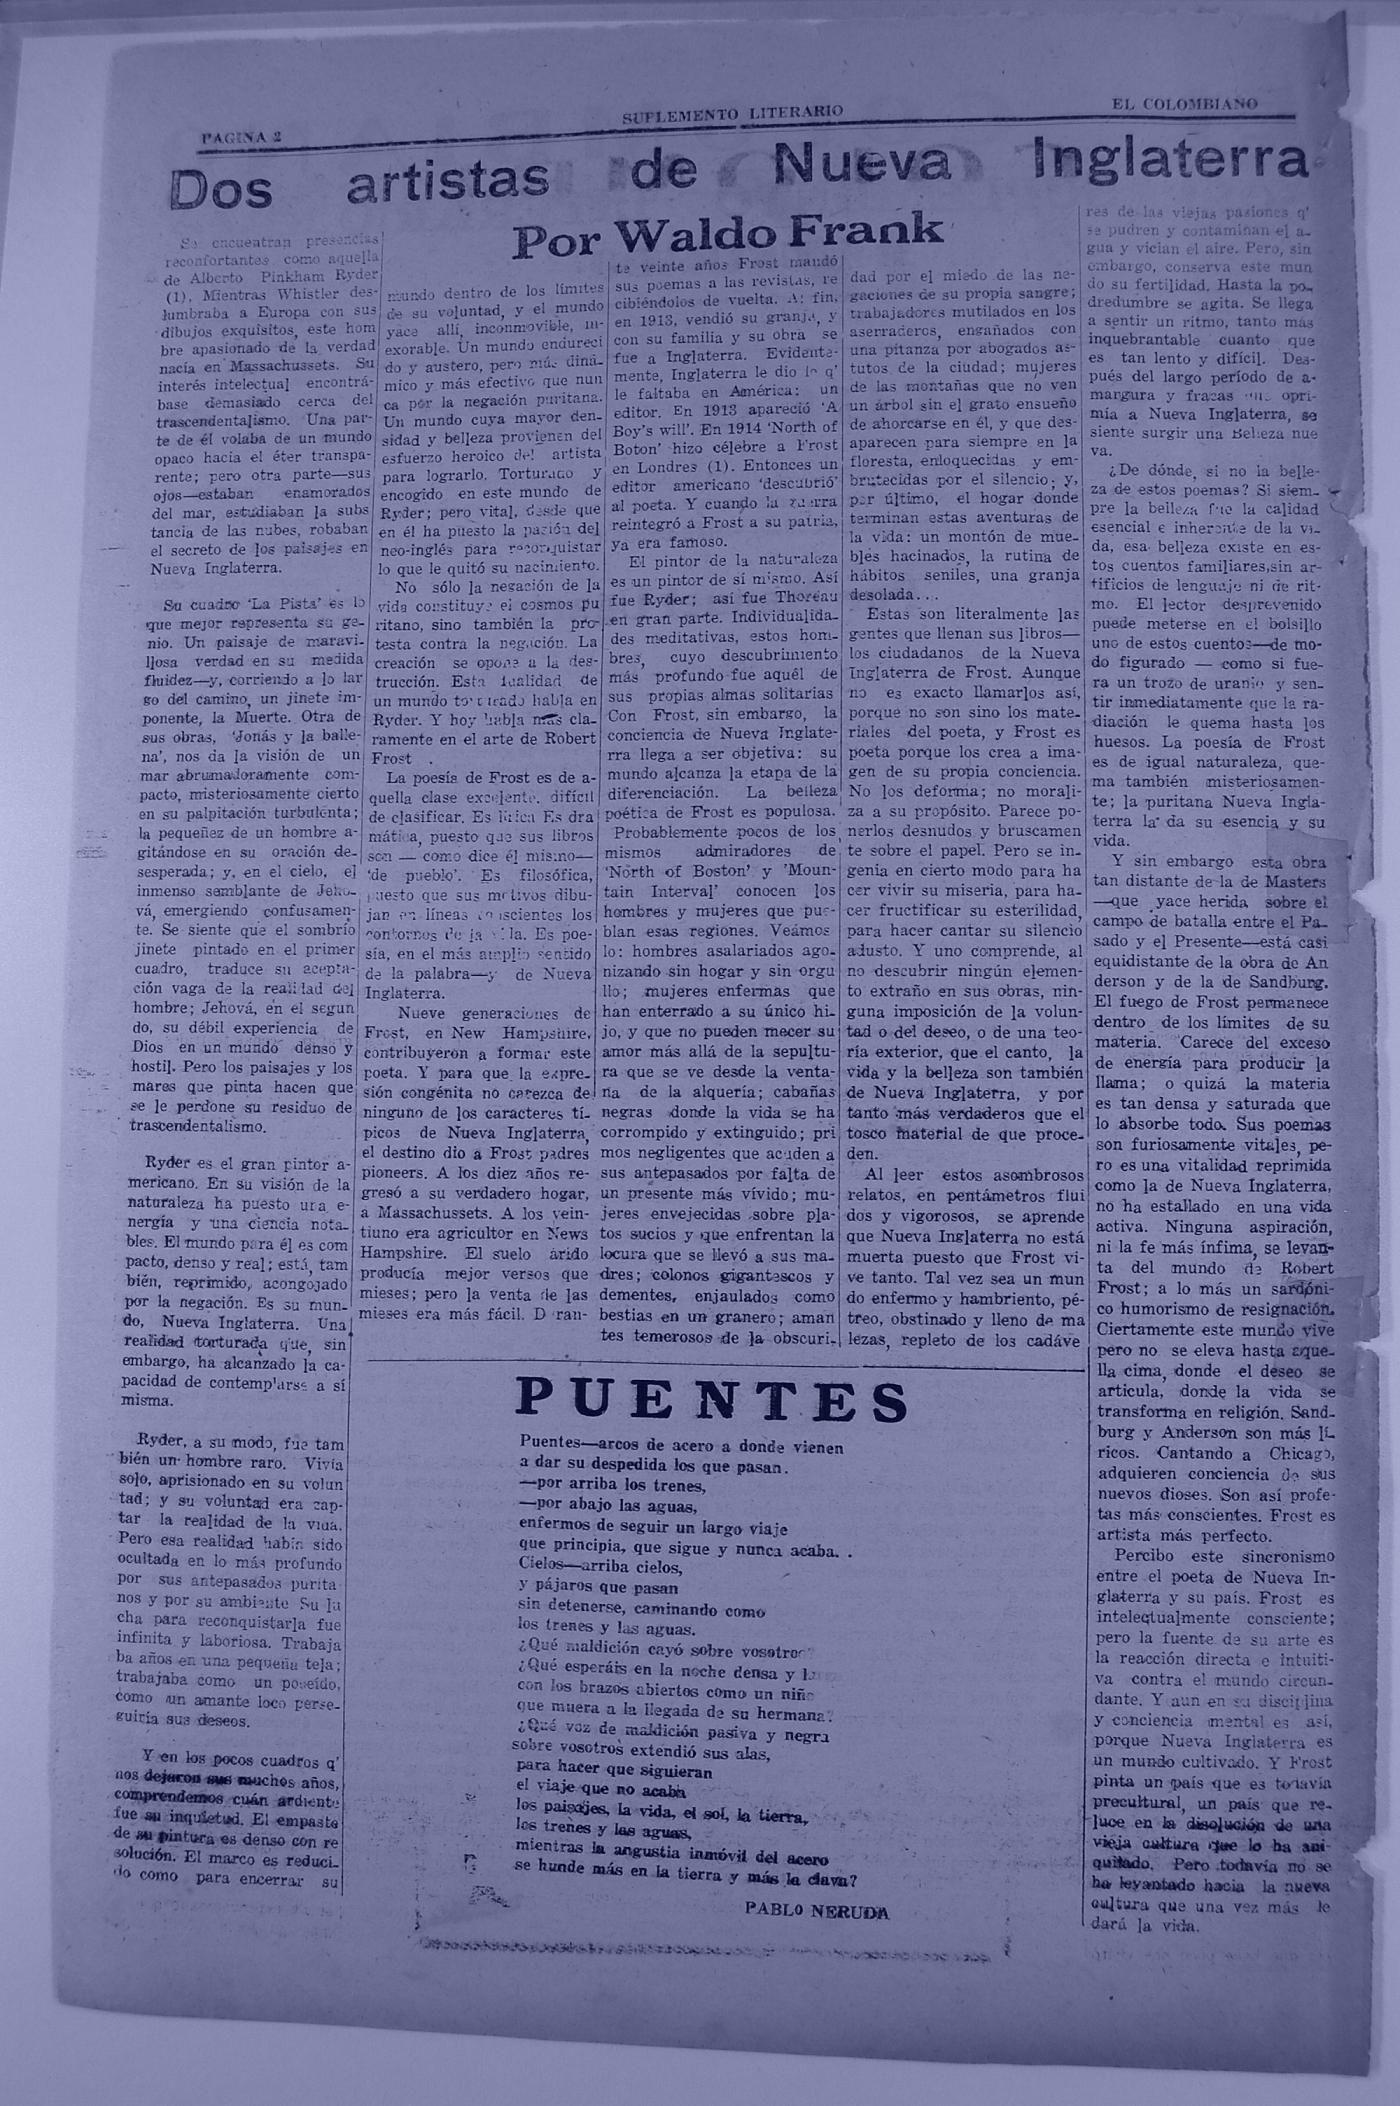 PAGINA 2
SUPLEMENTO LITERARIO
EL COLOMBIANO
Dos artistas de Nueva Inglaterra
Por Waldo Frank
Se encuentran presencias
reconfortantes como aquella
de Alberto Pinkham Ryder
(1). Mientras Whistler des-
lumbraba a Europa con sus
dibujos exquisitos, este hom
bre apasionado de la verdad
nacía en Massachussets. Su
interés intelectual encontrá-
base demasiado cerca del
trascendentalismo. Una par-
te de él volaba de un mundo
opaco hacia el éter transpa-
rente; pero otra parte—sus
ojos—estaban enamorados
del mar, estudiaban la subs
tancia de las nubes, robaban
el secreto de los paisajes en
Nueva Inglaterra.
Su cuadro 'La Pista' es lo
que mejor representa su ge-
nio. Un paisaje de maravi-
llosa verdad en su medida
fluidez—y, corriendo a lo lar
go del camino, un jinete im-
ponente, la Muerte. Otra de
sus obras, 'Jonás y la balle-
na', nos da la visión de un
mar abrumadoramente com-
pacto, misteriosamente cierto
en su palpitación turbulenta;
la pequeñez de un hombre a-
gitándose en su oración de-
sesperada; y, en el cielo, el
inmenso semblante de Jeho-
vá, emergiendo confusamen-
te. Se siente que el sombrío
jinete pintado en el primer
cuadro, traduce su acepta-
ción vaga de la realidad del
hombre; Jehová, en el segun
do, su débil experiencia de
Dios en un mundo denso y
hostil. Pero los paisajes y los
mares que pinta hacen que
se le perdone su residuo de
trascendentalismo.
Ryder es el gran pintor a-
mericano. En su visión de la
naturaleza ha puesto una e-
nergía y una ciencia nota-
bles. El mundo para él es com
pacto, denso y real; está, tam
bién, reprimido, acongojado
por la negación. Es su mun-
do, Nueva Inglaterra. Una
realidad torturada que, sin
embargo, ha alcanzado la ca-
pacidad de contemplarse a sí
misma.
Ryder, a su modo, fue tam
bién un hombre raro. Vivía
solo, aprisionado en su volun
tad; y su voluntad era cap-
tar la realidad de la vida.
Pero esa realidad había sido
ocultada en lo más profundo
por sus antepasados purita-
nos y por su ambiente Su lu
cha para reconquistarla fue
infinita y laboriosa. Trabaja
ba años en una pequeña tela;
trabajaba como un poseído,
como un amante loco perse-
guiría sus deseos.
Y en los pocos cuadros q'
nos dejaron sus muchos años,
comprendemos cuán ardiente
fue su inquietud. El empaste
de su pintura es denso con re
solución. El marco es reduci-
do como para encerrar su
mundo dentro de los límites
de su voluntad, y el mundo
yace allí, inconmovible, in-
exorable. Un mundo endureci
do y austero, pero más diná-
mico y más efectivo que nun
ca por la negación puritana.
Un mundo cuya mayor den-
sidad y belleza provienen del
esfuerzo heroico del artista
para lograrlo. Torturado y
encogido en este mundo de
Ryder; pero vital, desde que
en él ha puesto la pasión del
neo-inglés para reconquistar
lo que le quitó su nacimiento.
No sólo la negación de la
vida constituye el cosmos pu
ritano, sino también la pro-
testa contra la negación. La
creación se opone a la des-
trucción. Esta dualidad de
un mundo torturado habla en
Ryder. Y hoy habla más cla-
ramente en el arte de Robert
Frost .
La poesía de Frost es de a-
quella clase excelente, difícil
de clasificar. Es lírica Es dra
mática, puesto que sus libros
son — como dice él mismo—
'de pueblo'. Es filosófica,
puesto que sus motivos dibu-
jan en líneas conscientes los
contornos de la vida. Es poe-
sía, en el más amplio sentido
de la palabra—y de Nueva
Inglaterra.
Nueve generaciones de
Frost, en New Hampshire,
contribuyeron a formar este
poeta. Y para que la expre-
sión congénita no carezca de
ninguno de los caracteres tí-
picos de Nueva Inglaterra,
el destino dio a Frost padres
pioneers. A los diez años re-
gresó a su verdadero hogar,
a Massachussets. A los vein-
tiuno era agricultor en News
Hampshire. El suelo árido
producía mejor versos que
mieses; pero la venta de las
mieses era más fácil. D ran-
te veinte años Frost mandó
sus poemas a las revistas, re
cibiéndolos de vuelta. Al fin,
en 1913, vendió su granja, y
con su familia y su obra se
fue a Inglaterra. Evidente-
mente, Inglaterra le dio lo q'
le faltaba en América: un
editor. En 1913 apareció 'A
Boy's will'. En 1914 'North of
Boton' hizo célebre a Frost
en Londres (1). Entonces un
editor americano 'descubrió'
al poeta. Y cuando la guerra
reintegró a Frost a su patria,
ya era famoso.
El pintor de la naturaleza
es un pintor de sí mismo. Así
fue Ryder; así fue Thoreau
en gran parte. Individualida-
des meditativas, estos hom-
bres, cuyo descubrimiento
más profundo fue aquél de
sus propias almas solitarias
Con Frost, sin embargo, la
conciencia de Nueva Inglate-
rra llega a ser objetiva: su
mundo alcanza la etapa de la
diferenciación. La belleza
poética de Frost es populosa.
Probablemente pocos de los
mismos admiradores de
'North of Boston' y 'Moun-
tain Interval' conocen los
hombres y mujeres que pue-
blan esas regiones. Veámos
lo: hombres asalariados ago-
nizando sin hogar y sin orgu
llo; mujeres enfermas que
han enterrado a su único hi-
jo, y que no pueden mecer su
amor más allá de la sepultu-
ra que se ve desde la venta-
na de la alquería; cabañas
negras donde la vida se ha
corrompido y extinguido; pri
mos negligentes que acuden a
sus antepasados por falta de
un presente más vívido; mu-
jeres envejecidas sobre pla-
tos sucios y que enfrentan la
locura que se llevó a sus ma-
dres; colonos gigantescos y
dementes, enjaulados como
bestias en un granero; aman
tes temerosos de la obscuri-
dad por el miedo de las ne-
gaciones de su propia sangre;
trabajadores mutilados en los
aserraderos, engañados con
una pitanza por abogados as-
tutos de la ciudad; mujeres
de las montañas que no ven
un árbol sin el grato ensueño
de ahorcarse en él, y que des-
aparecen para siempre en la
floresta, enloquecidas y em-
brutecidas por el silencio; y,
por último, el hogar donde
terminan estas aventuras de
la vida: un montón de mue-
bles hacinados, la rutina de
hábitos seniles, una granja
desolada...
Estas son literalmente las
gentes que llenan sus libros—
los ciudadanos de la Nueva
Inglaterra de Frost. Aunque
no es exacto llamarlos así,
porque no son sino los mate-
riales del poeta, y Frost es
poeta porque los crea a ima-
gen de su propia conciencia.
No los deforma; no morali-
za a su propósito. Parece po-
nerlos desnudos y bruscamen
te sobre el papel. Pero se in-
genia en cierto modo para ha
cer vivir su miseria, para ha-
cer fructificar su esterilidad,
para hacer cantar su silencio
adusto. Y uno comprende, al
no descubrir ningún elemen-
to extraño en sus obras, nin-
guna imposición de la volun-
tad o del deseo, o de una teo-
ría exterior, que el canto, la
vida y la belleza son también
de Nueva Inglaterra, y por
tanto más verdaderos que el
tosco material de que proce-
den.
Al leer estos asombrosos
relatos, en pentámetros flui
dos y vigorosos, se aprende
que Nueva Inglaterra no está
muerta puesto que Frost vi-
ve tanto. Tal vez sea un mun
do enfermo y hambriento, pé-
treo, obstinado y lleno de ma
lezas, repleto de los cadáve
res de las viejas pasiones q'
se pudren y contaminan el a-
gua y vician el aire. Pero, sin
embargo, conserva este mun
do su fertilidad. Hasta la po-
dredumbre se agita. Se llega
a sentir un ritmo, tanto más
inquebrantable cuanto que
es tan lento y difícil. Des-
pués del largo período de a-
margura y fracas que opri-
mía a Nueva Inglaterra, se
siente surgir una Belleza nue
va.
¿De dónde, si no la belle-
za de estos poemas? Si siem-
pre la belleza fue la calidad
esencial e inherente de la vi-
da, esa belleza existe en es-
tos cuentos familiares,sin ar-
tificios de lenguaje ni de rit-
mo. El lector desprevenido
puede meterse en el bolsillo
uno de estos cuentos—de mo-
do figurado — como si fue-
ra un trozo de uranio y sen-
tir inmediatamente que la ra-
diación le quema hasta los
huesos. La poesía de Frost
es de igual naturaleza, que-
ma también misteriosamen-
te; la puritana Nueva Ingla-
terra la da su esencia y su
vida.
Y sin embargo esta obra
tan distante de la de Masters
—que yace herida sobre el
campo de batalla entre el Pa-
sado y el Presente—está casi
equidistante de la obra de An
derson y de la de Sandburg.
El fuego de Frost permanece
dentro de los límites de su
materia. Carece del exceso
de energía para producir la
llama; o quizá la materia
es tan densa y saturada que
lo absorbe todo. Sus poemas
son furiosamente vitales, pe-
ro es una vitalidad reprimida
como la de Nueva Inglaterra,
no ha estallado en una vida
activa. Ninguna aspiración,
ni la fe más ínfima, se levan-
ta del mundo de Robert
Frost; a lo más un sardóni-
co humorismo de resignación.
Ciertamente este mundo vive
pero no se eleva hasta aque-
lla cima, donde el deseo se
articula, donde la vida se
transforma en religión. Sand-
burg y Anderson son más lí-
ricos. Cantando a Chicago,
adquieren conciencia de sus
nuevos dioses. Son así profe-
tas más conscientes. Frost es
artista más perfecto.
Percibo este sincronismo
entre el poeta de Nueva In-
glaterra y su país. Frost es
intelectualmente consciente;
pero la fuente de su arte es
la reacción directa e intuiti-
va contra el mundo circun-
dante. Y aun en su disciplina
y conciencia mental es así,
porque Nueva Inglaterra es
un mundo cultivado. Y Frost
pinta un país que es todavía
precultural, un país que re-
luce en la disolución de una
vieja cultura que lo ha ani-
quilado. Pero todavía no se
ha levantado hacia la nueva
cultura que una vez más le
dará la vida.
PUENTES
Puentes—arcos de acero a donde vienen
a dar su despedida los que pasan.
—por arriba los trenes,
—por abajo las aguas,
enfermos de seguir un largo viaje
que principia, que sigue y nunca acaba. .
Cielos—arriba cielos,
y pájaros que pasan
sin detenerse, caminando como
los trenes y las aguas.
¿Qué maldición cayó sobre vosotros
¿Qué esperáis en la noche densa y
con los brazos abiertos como un niño
que muera a la llegada de su hermana?
¿Qué voz de maldición pasiva y negra
sobre vosotros extendió sus alas,
para hacer que siguieran
el viaje que no acaba
los paisajes, la vida, el sol, la tierra,
los trenes y las aguas,
mientras la angustia inmóvil del acero
se hunde más en la tierra y más la clava?
PABLO NERUDA